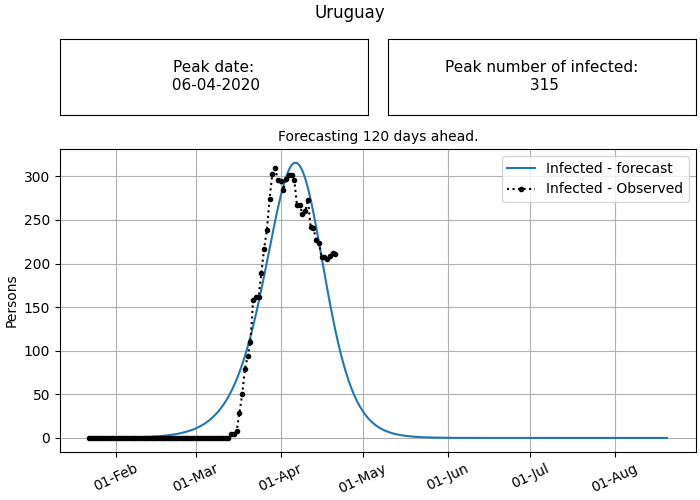 Uruguay
Peak date:
06-04-2020
Peak number of infected:
315
Forecasting 120 days ahead.
Infected - forecast
Infected - Observed
Persons
300
250
200
150
100
50
0
01-Feb
01-Mar
01-Apr
01-May
01-Jun
01-Jul
01-Aug